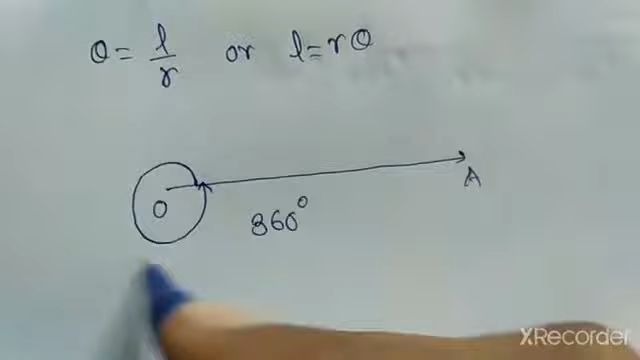 θ = l/r or l = rθ
A
O
360°
XRecorder